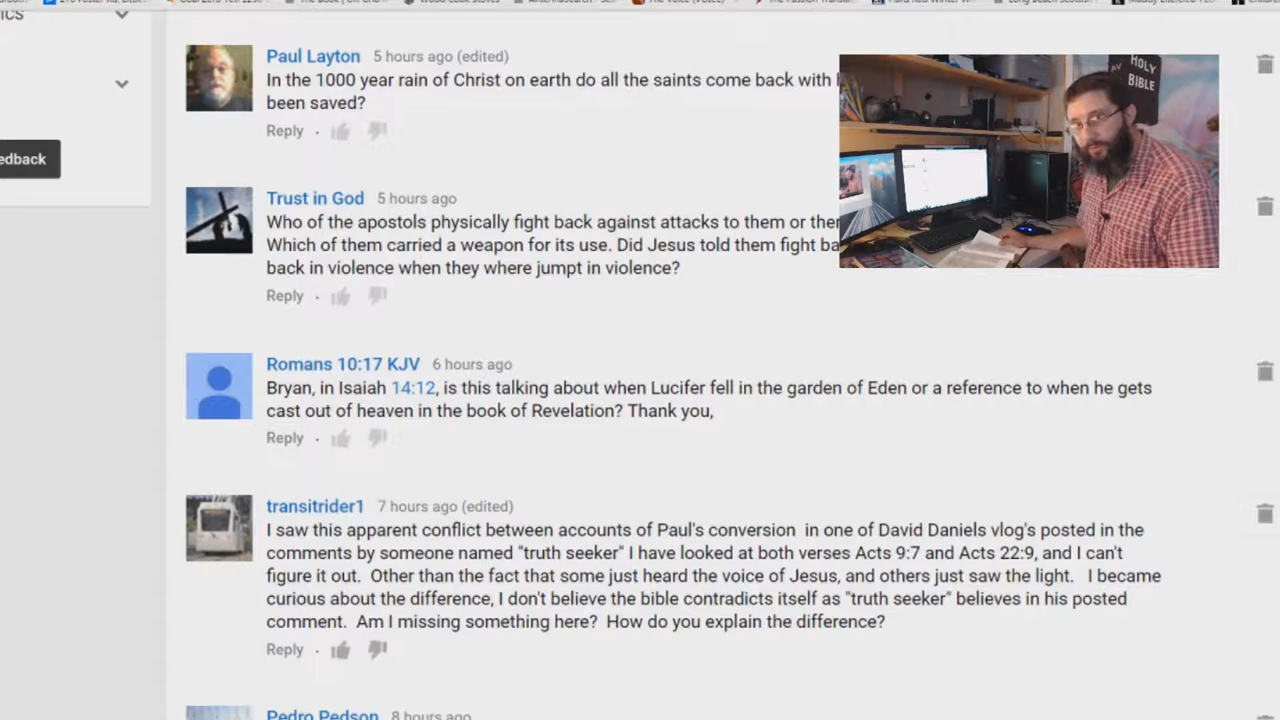 ics
edback
Paul Layton 5 hours ago (edited)
In the 1000 year rain of Christ on earth do all the saints come back with
been saved?
Reply
HOLY
BIBLE
AV
Trust in God 5 hours ago
Who of the apostols physically fight back against attacks to them or
Which of them carried a weapon for its use. Did Jesus told them fight
back in violence when they where jumpt in violence?
Reply
Romans 10:17 KJV 6 hours ago
Bryan, in Isaiah 14:12, is this talking about when Lucifer fell in the garden of Eden or a reference to when he gets
cast out of heaven in the book of Revelation? Thank you,
Reply
transitrider1 7 hours ago (edited)
I saw this apparent conflict between accounts of Paul's conversion in one of David Daniels vlog's posted in the
comments by someone named "truth seeker" I have looked at both verses Acts 9:7 and Acts 22:9, and I can't
figure it out. Other than the fact that some just heard the voice of Jesus, and others just saw the light. I became
curious about the difference, I don't believe the bible contradicts itself as "truth seeker" believes in his posted
comment. Am I missing something here? How do you explain the difference?
Reply
Pedro Pedson 8 hours ago